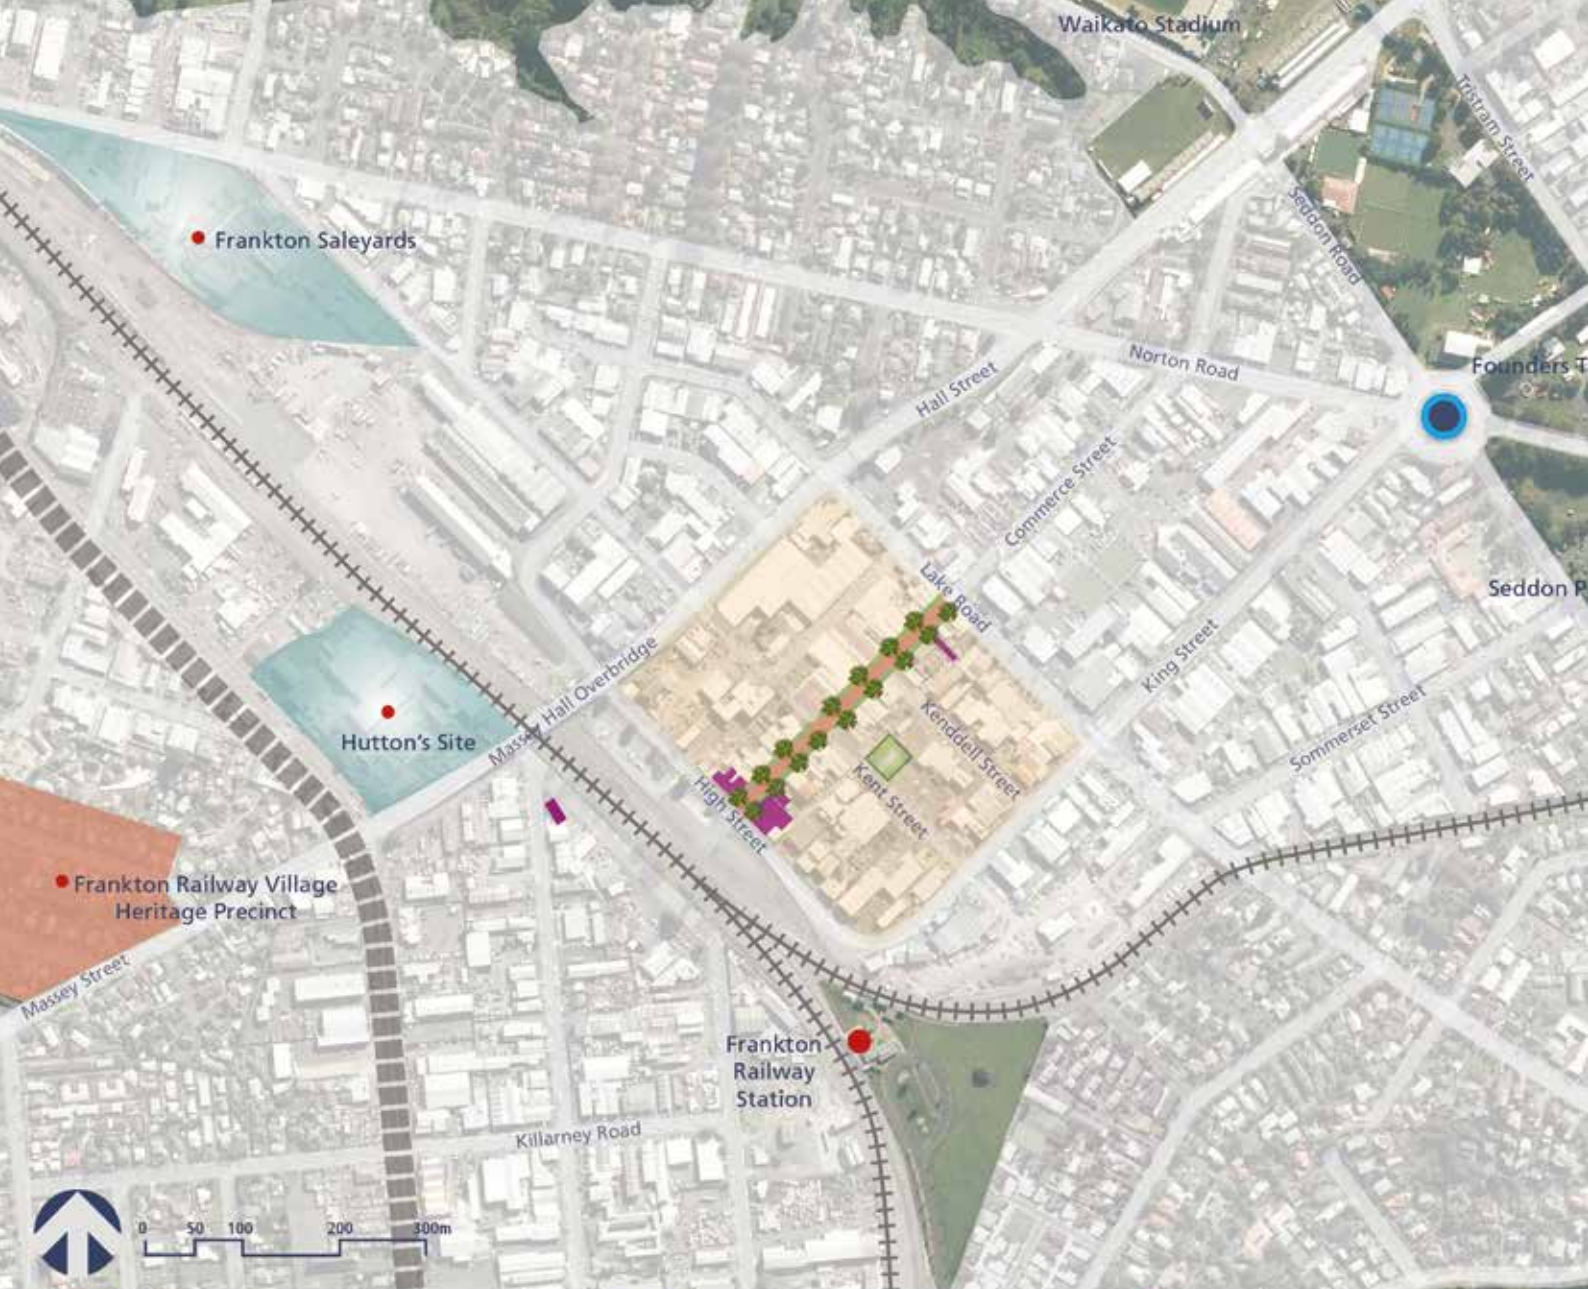 Waikato Stadium
Tristram Street
Seddon Road
Frankton Saleyards
Norton Road
Founders T
Hall Street
Commerce Street
Seddon P
Lake Road
King Street
Massey Hall Overbridge
Kenddell Street
Sommerset Street
Hutton's Site
Kent Street
High Street
Frankton Railway Village
Heritage Precinct
Massey Street
Frankton
Railway
Station
Killarney Road
0 50 100 200 300m